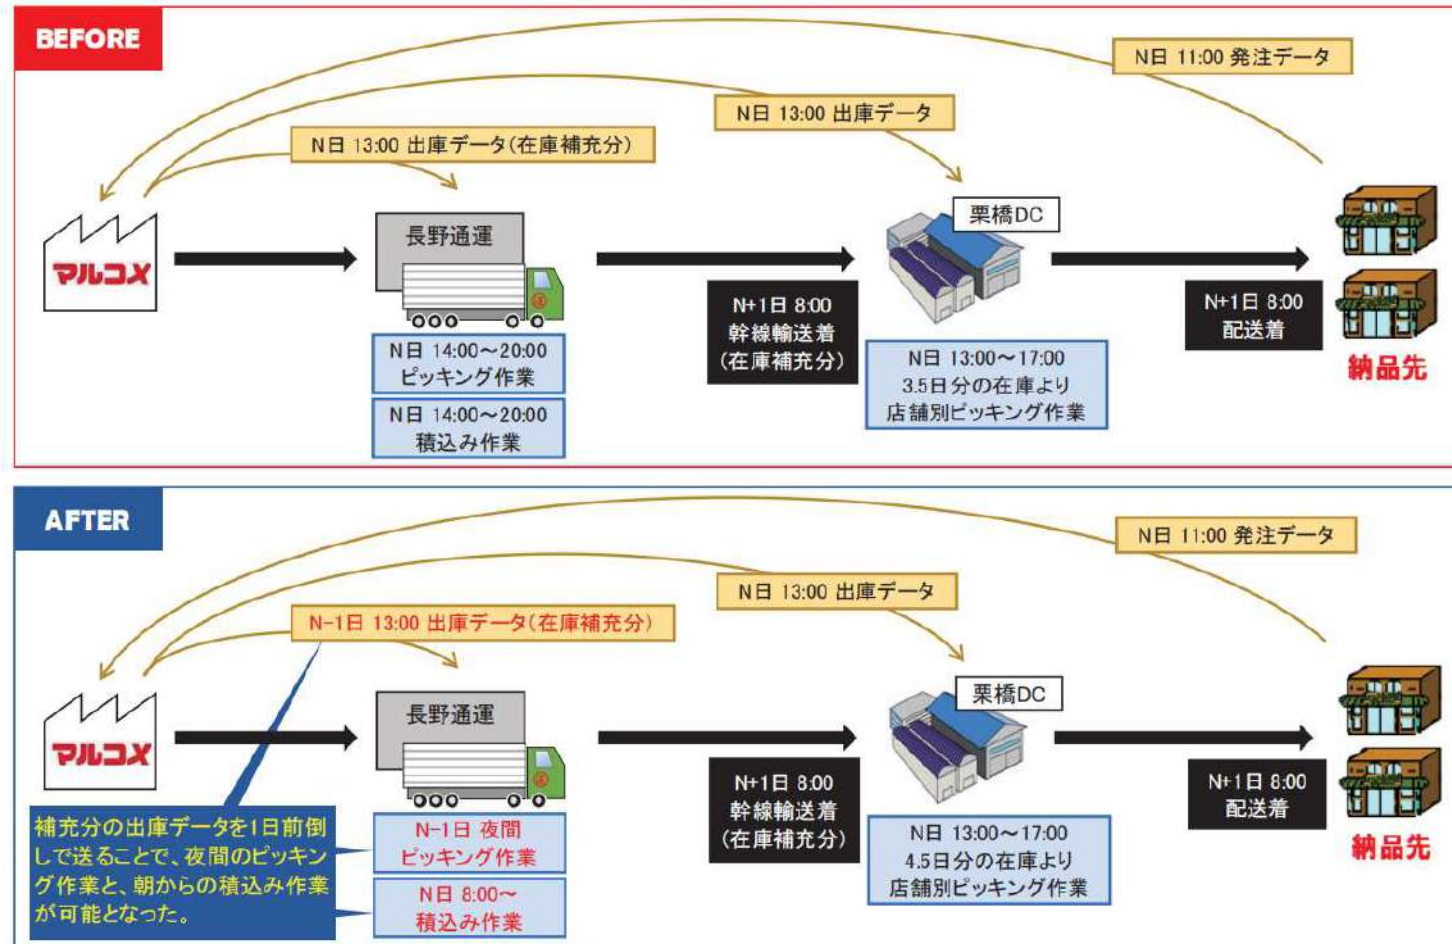 BEFORE
N日 11:00 発注データ
N日 13:00 出庫データ
N日 13:00 出庫データ(在庫補充分)
マルコメ
長野通運
栗橋DC
N日 14:00～20:00
ピッキング作業
N日 14:00～20:00
積込み作業
N+1日 8:00
幹線輸送着
(在庫補充分)
N日 13:00～17:00
3.5日分の在庫より
店舗別ピッキング作業
N+1日 8:00
配送着
納品先
AFTER
N日 11:00 発注データ
N日 13:00 出庫データ
N-1日 13:00 出庫データ(在庫補充分)
マルコメ
長野通運
栗橋DC
補充分の出庫データを1日前倒
しで送ることで、夜間のピッキン
グ作業と、朝からの積込み作業
が可能となった。
N-1日 夜間
ピッキング作業
N日 8:00～
積込み作業
N+1日 8:00
幹線輸送着
(在庫補充分)
N日 13:00～17:00
4.5日分の在庫より
店舗別ピッキング作業
N+1日 8:00
配送着
納品先